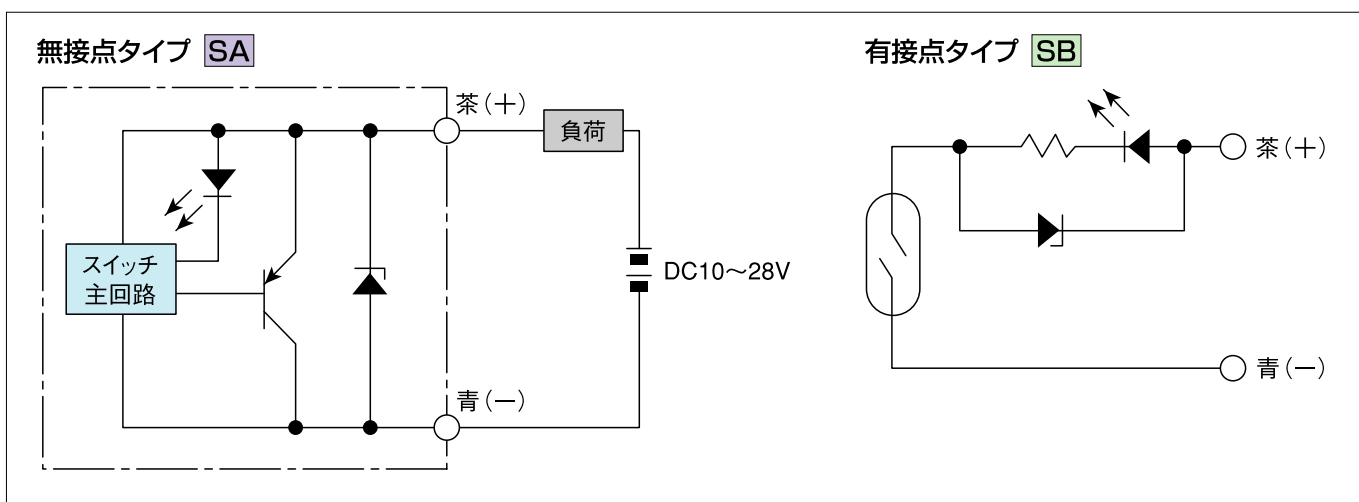 無接点タイプ SA
茶(+)
負荷
スイッチ
主回路
DC10〜28V
青(−)
有接点タイプ SB
茶(+)
青(−)